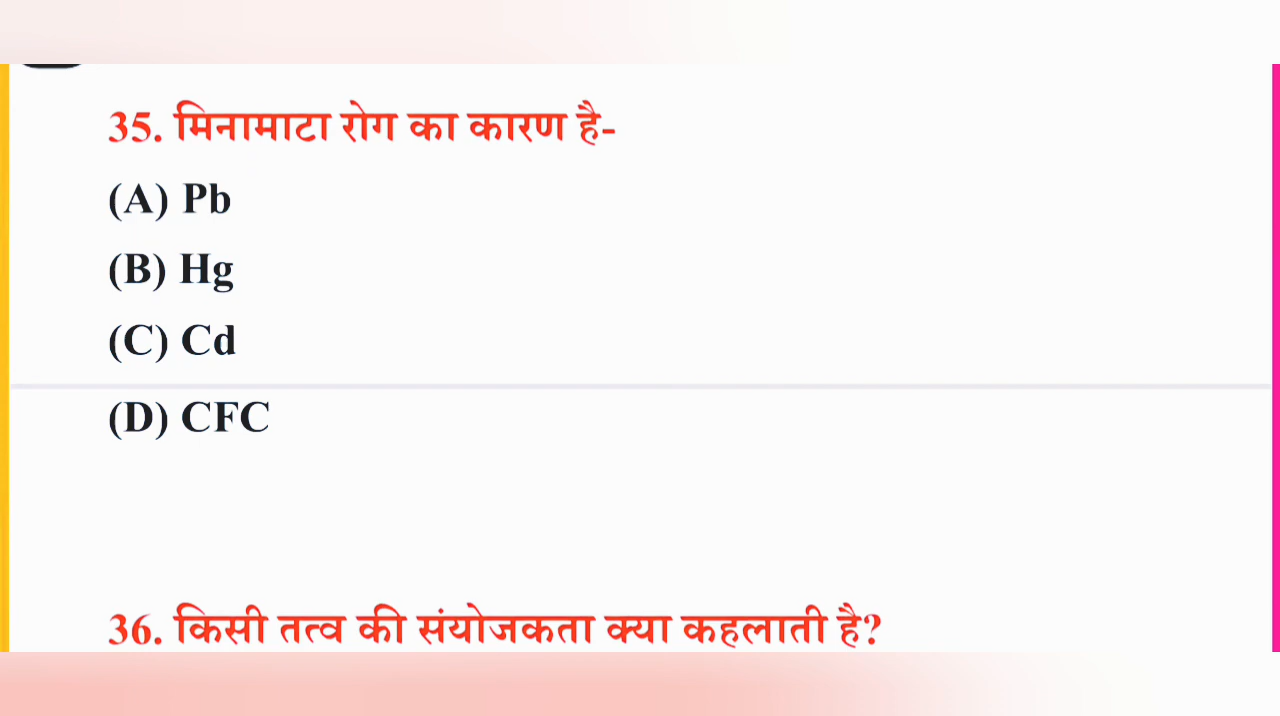 35. मिनामाटा रोग का कारण है-
(A) Pb
(B) Hg
(C) Cd
(D) CFC
36. किसी तत्व की संयोजकता क्या कहलाती है?